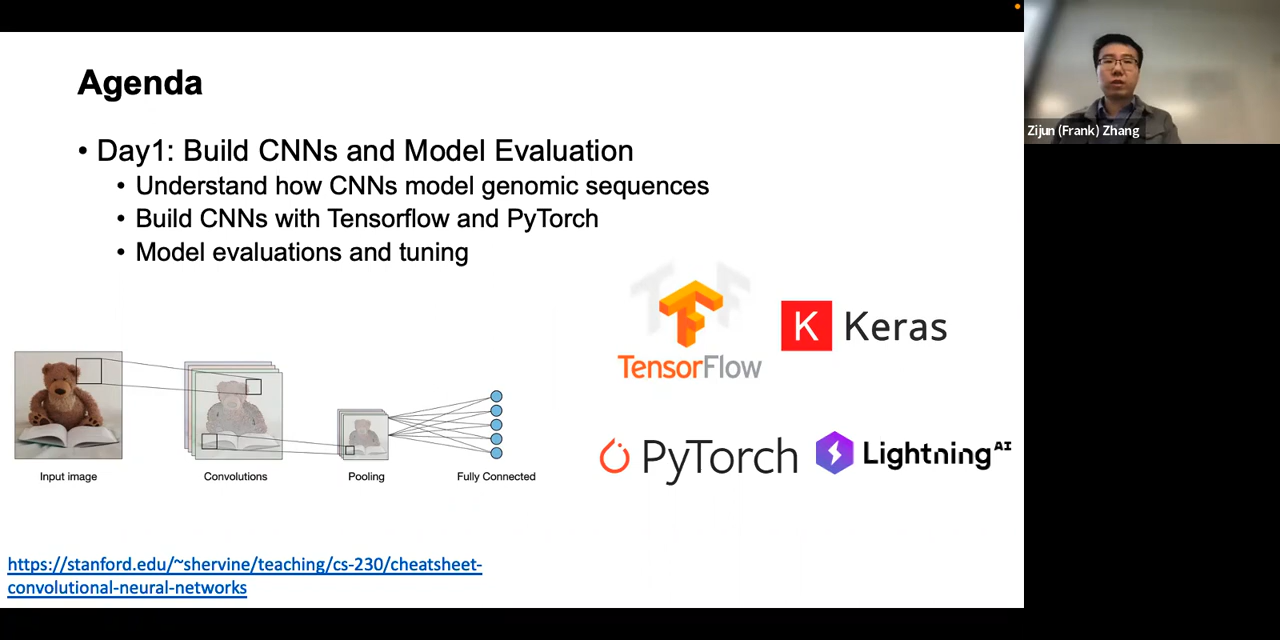 Agenda
• Day1: Build CNNs and Model Evaluation
• Understand how CNNs model genomic sequences
• Build CNNs with Tensorflow and PyTorch
• Model evaluations and tuning
TF
TensorFlow
K Keras
PyTorch
Lightning AI
Input image
Convolutions
Pooling
Fully Connected
https://stanford.edu/~shervine/teaching/cs-230/cheatsheet-
convolutional-neural-networks
Zijun (Frank) Zhang